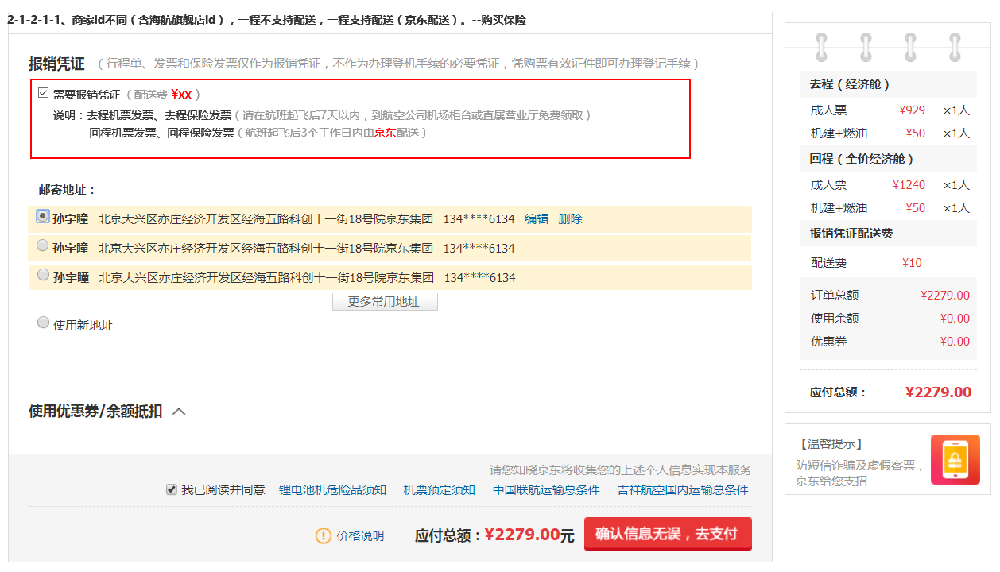 2-1-2-1-1、商家id不同（含海航旗舰店id），一程不支持配送，一程支持配送（京东配送）。--购买保险
报销凭证 （行程单、发票和保险发票仅作为报销凭证，不作为办理登机手续的必要凭证，凭购票有效证件即可办理登记手续）
需要报销凭证（配送费 ¥xx ）
说明：去程机票发票、去程保险发票（请在航班起飞后7天以内，到航空公司机场柜台或直属营业厅免费领取）
回程机票发票、回程保险发票（航班起飞后3个工作日内由京东配送）
邮寄地址：
孙宇瞳 北京大兴区亦庄经济开发区经海五路科创十一街18号院京东集团 134****6134 编辑 删除
孙宇瞳 北京大兴区亦庄经济开发区经海五路科创十一街18号院京东集团 134****6134
孙宇瞳 北京大兴区亦庄经济开发区经海五路科创十一街18号院京东集团 134****6134
更多常用地址
使用新地址
使用优惠券/余额抵扣
请您知晓京东将收集您的上述个人信息实现本服务
我已阅读并同意 锂电池机危险品须知 机票预定须知 中国联航运输总条件 吉祥航空国内运输总条件
价格说明 应付总额：¥2279.00元 确认信息无误，去支付
去程（经济舱）
成人票 ¥929 ×1人
机建+燃油 ¥50 ×1人
回程（全价经济舱）
成人票 ¥1240 ×1人
机建+燃油 ¥50 ×1人
报销凭证配送费
配送费 ¥10
订单总额 ¥2279.00
使用余额 -¥0.00
优惠券 -¥0.00
应付总额： ¥2279.00
【温馨提示】
防短信诈骗及虚假客票，
京东给您支招